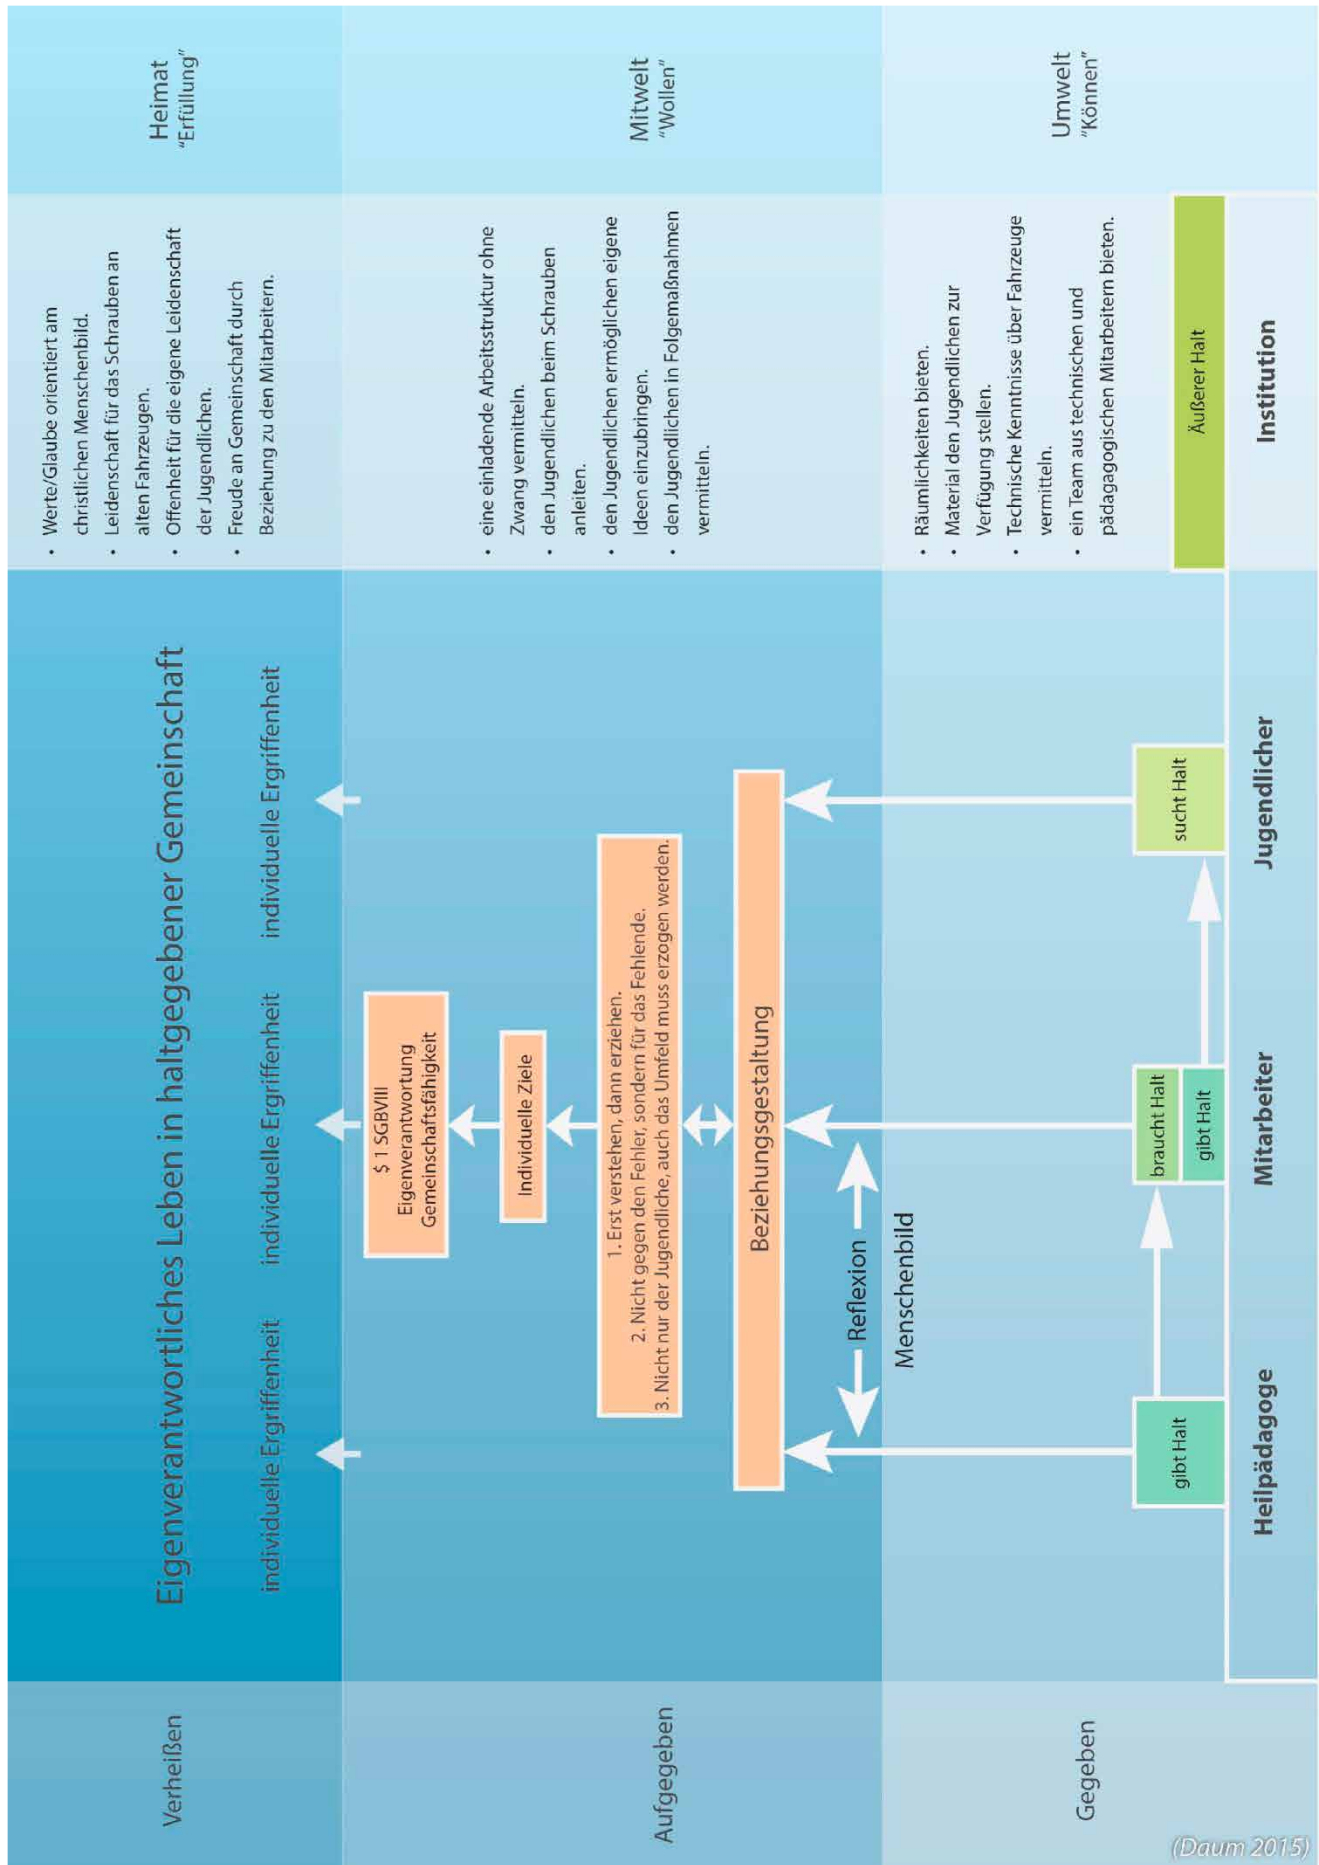 Verheißen
Eigenverantwortliches Leben in haltgegebener Gemeinschaft
individuelle Ergriffenheit
individuelle Ergriffenheit
individuelle Ergriffenheit
• Werte/Glaube orientiert am
christlichen Menschenbild.
• Leidenschaft für das Schrauben an
alten Fahrzeugen.
• Offenheit für die eigene Leidenschaft
der Jugendlichen.
• Freude an Gemeinschaft durch
Beziehung zu den Mitarbeitern.
Heimat
"Erfüllung"
Aufgegeben
$ 1 SGBVIII
Eigenverantwortung
Gemeinschaftsfähigkeit
Individuelle Ziele
1. Erst verstehen, dann erziehen.
2. Nicht gegen den Fehler, sondern für das Fehlende.
3. Nicht nur der Jugendliche, auch das Umfeld muss erzogen werden.
Beziehungsgestaltung
Reflexion
• eine einladende Arbeitsstruktur ohne
Zwang vermitteln.
• den Jugendlichen beim Schrauben
anleiten.
• den Jugendlichen ermöglichen eigene
Ideen einzubringen.
• den Jugendlichen in Folgemaßnahmen
vermitteln.
Mitwelt
"Wollen"
Gegeben
Menschenbild
gibt Halt
braucht Halt
gibt Halt
sucht Halt
• Räumlichkeiten bieten.
• Material den Jugendlichen zur
Verfügung stellen.
• Technische Kenntnisse über Fahrzeuge
vermitteln.
• ein Team aus technischen und
pädagagogischen Mitarbeitern bieten.
Äußerer Halt
Umwelt
"Können"
Heilpädagoge
Mitarbeiter
Jugendlicher
Institution
(Daum 2015)